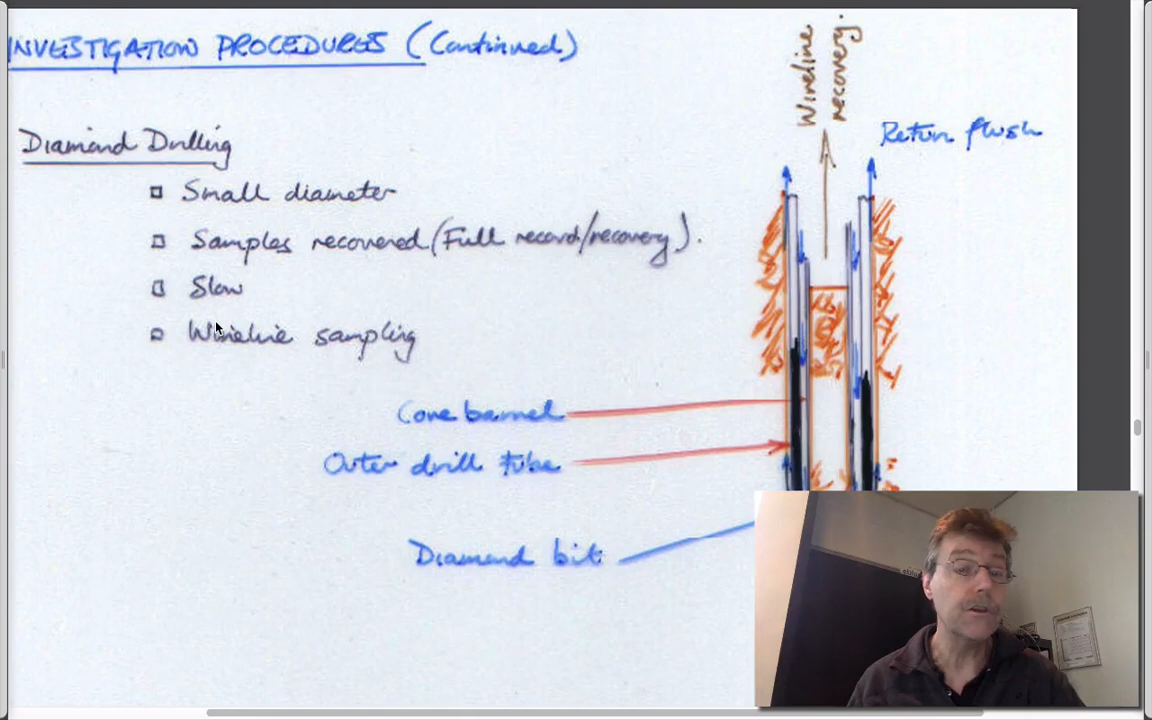 INVESTIGATION PROCEDURES (Continued)
Diamond Drilling
Small diameter
Samples recovered (Full record/recovery).
Slow
Wireline sampling
Wireline
recovery.
Return flush
Core barrel
Outer drill tube
Diamond bit